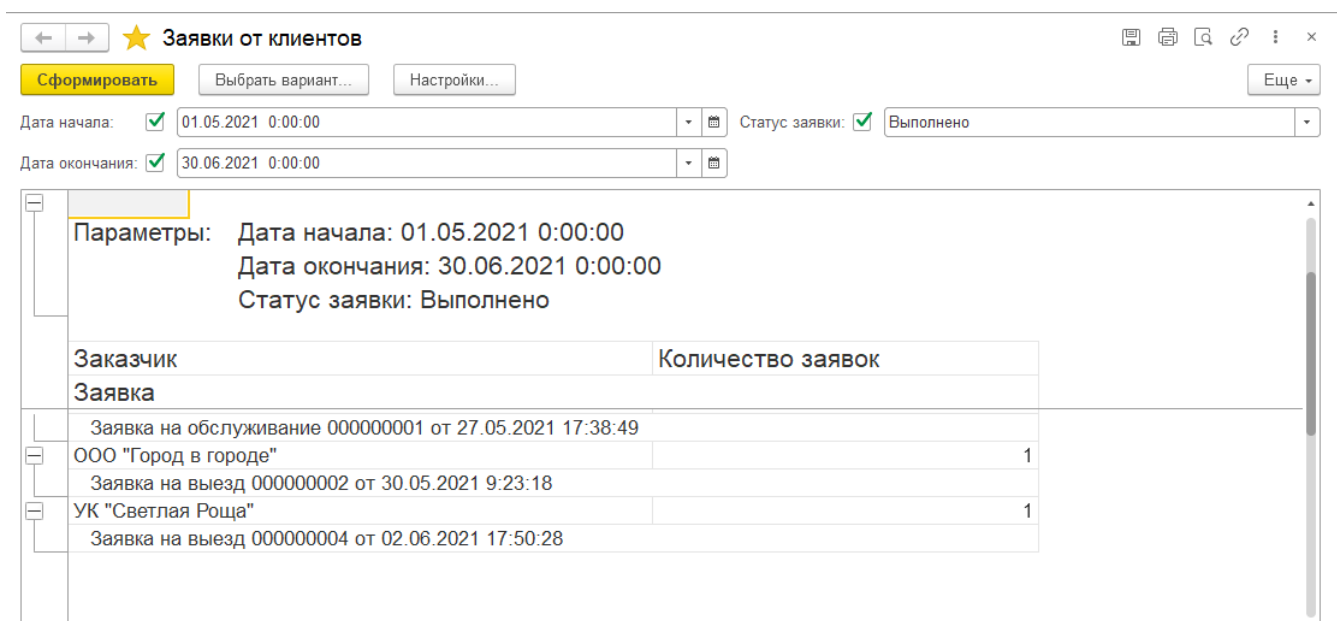 Заявки от клиентов
Сформировать Выбрать вариант... Настройки... Еще
Дата начала: 01.05.2021 0:00:00 Статус заявки: Выполнено
Дата окончания: 30.06.2021 0:00:00
Параметры: Дата начала: 01.05.2021 0:00:00
Дата окончания: 30.06.2021 0:00:00
Статус заявки: Выполнено
Заказчик Количество заявок
Заявка
Заявка на обслуживание 000000001 от 27.05.2021 17:38:49
ООО "Город в городе" 1
Заявка на выезд 000000002 от 30.05.2021 9:23:18
УК "Светлая Роща" 1
Заявка на выезд 000000004 от 02.06.2021 17:50:28